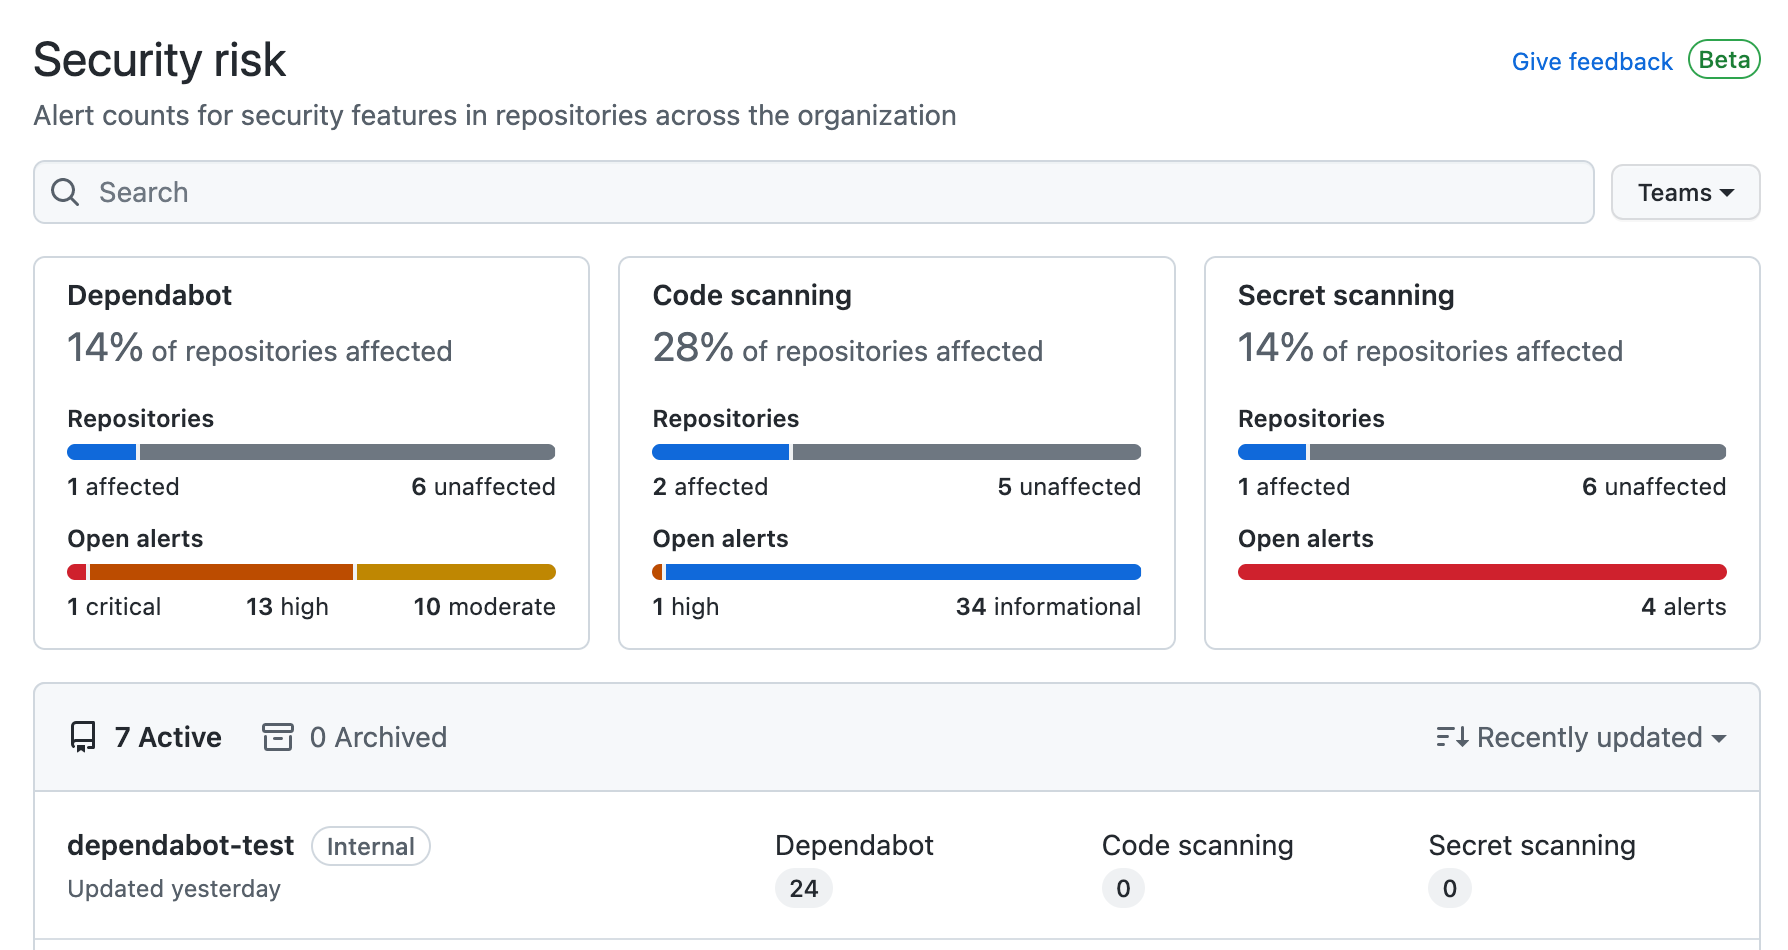 Security risk
Give feedback Beta
Alert counts for security features in repositories across the organization
Search
Teams
Dependabot
14% of repositories affected
Repositories
1 affected 6 unaffected
Open alerts
1 critical 13 high 10 moderate
Code scanning
28% of repositories affected
Repositories
2 affected 5 unaffected
Open alerts
1 high 34 informational
Secret scanning
14% of repositories affected
Repositories
1 affected 6 unaffected
Open alerts
4 alerts
7 Active 0 Archived Recently updated
dependabot-test Internal Dependabot Code scanning Secret scanning
Updated yesterday 24 0 0